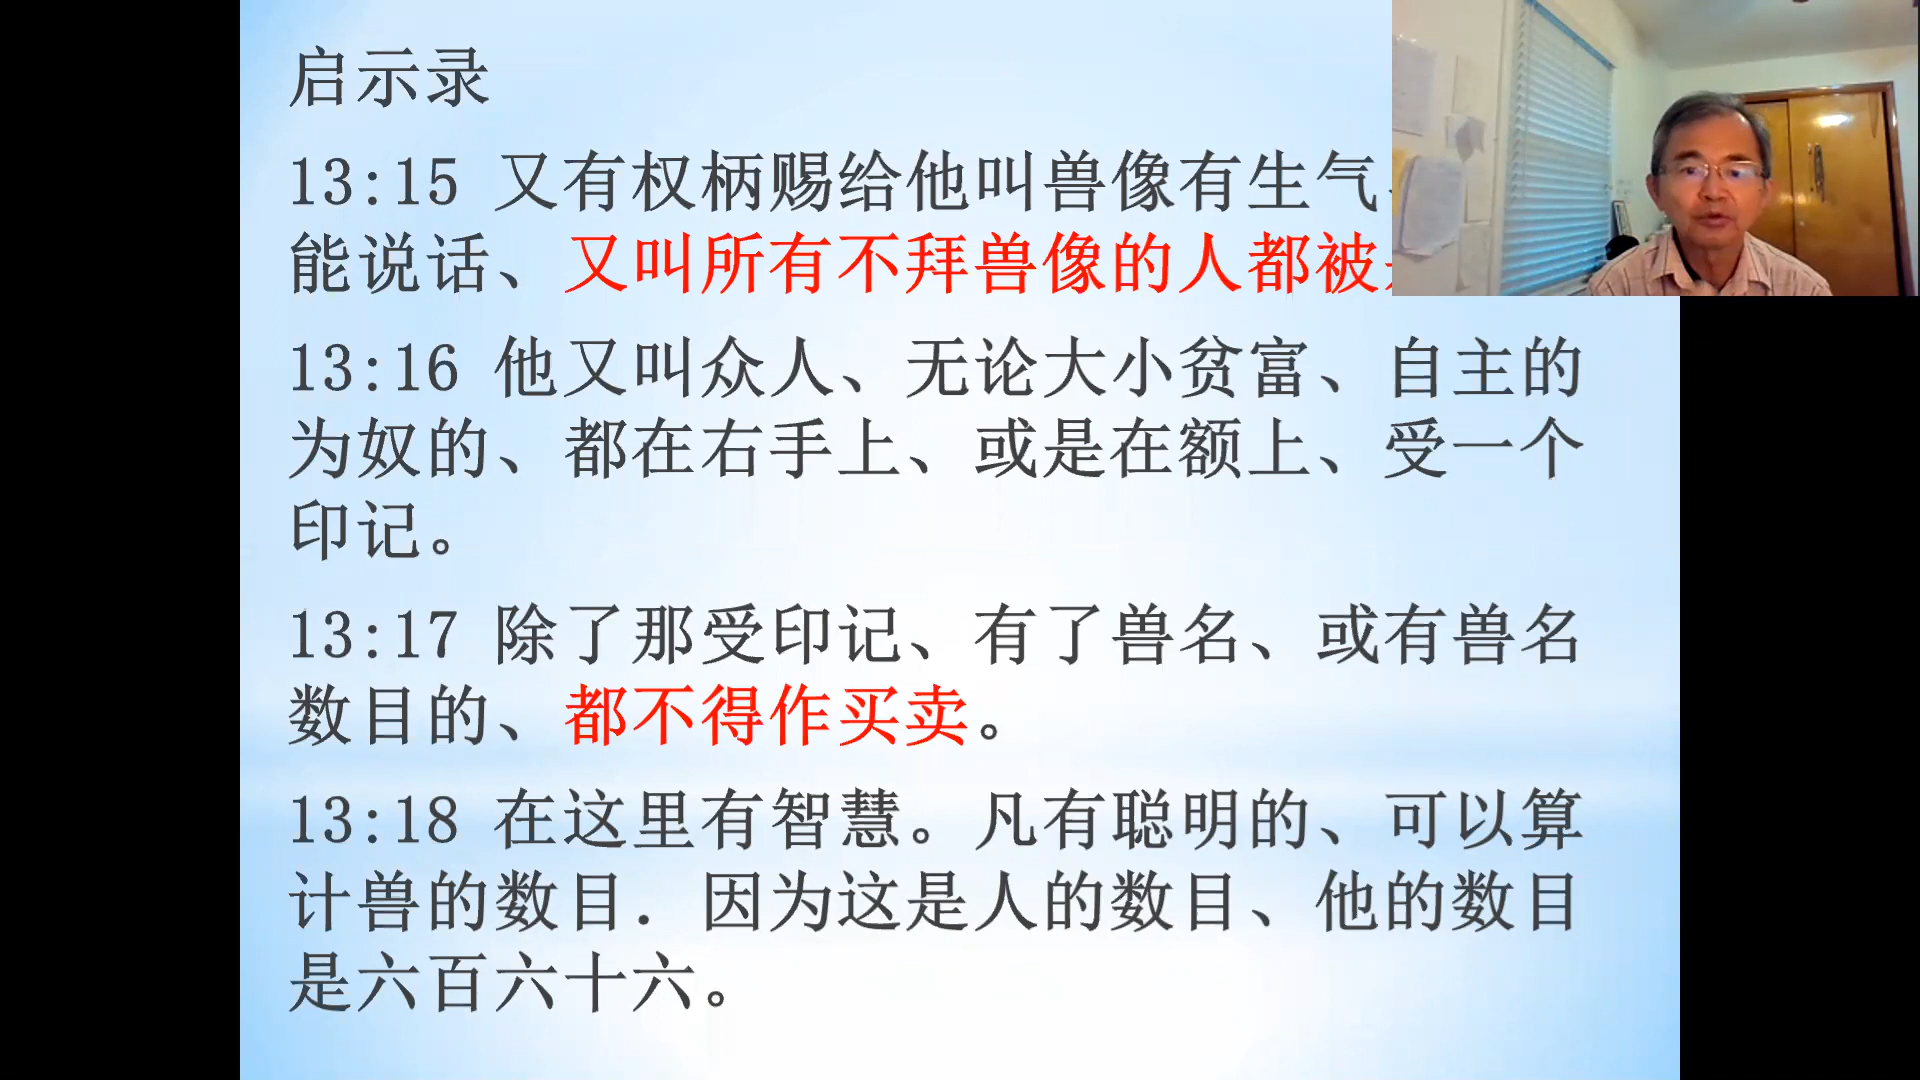 启示录
13:15 又有权柄赐给他叫兽像有生气
能说话、又叫所有不拜兽像的人都被
13:16 他又叫众人、无论大小贫富、自主的
为奴的、都在右手上、或是在额上、受一个
印记。
13:17 除了那受印记、有了兽名、或有兽名
数目的、都不得作买卖。
13:18 在这里有智慧。凡有聪明的、可以算
计兽的数目．因为这是人的数目、他的数目
是六百六十六。